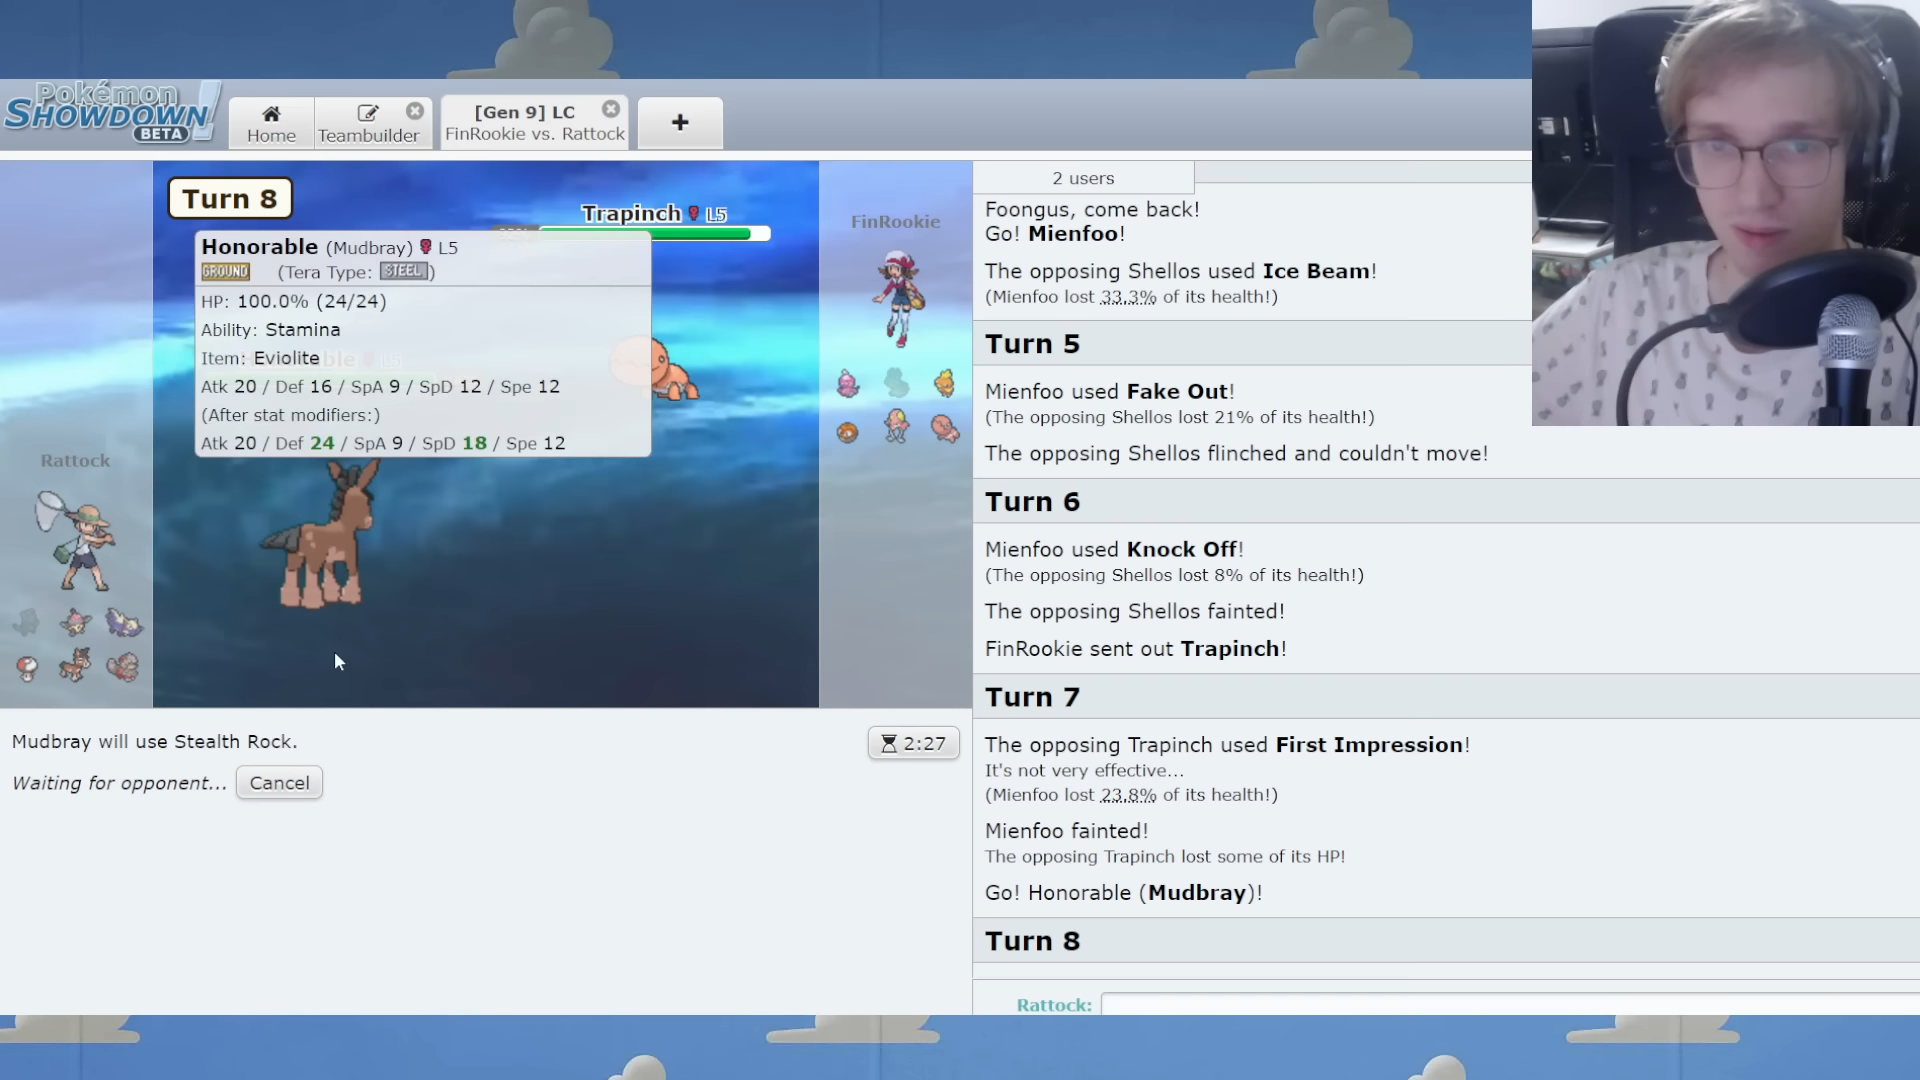 Pokémon
SHOWDOWN!
BETA
Home
Teambuilder
[Gen 9] LC
FinRookie vs. Rattock
+
Turn 8
Trapinch L5
Honorable (Mudbray) L5
GROUND (Tera Type: STEEL)
HP: 100.0% (24/24)
Ability: Stamina
Item: Eviolite
Atk 20 / Def 16 / SpA 9 / SpD 12 / Spe 12
(After stat modifiers:)
Atk 20 / Def 24 / SpA 9 / SpD 18 / Spe 12
FinRookie
Rattock
Mudbray will use Stealth Rock.
Waiting for opponent... Cancel
2:27
2 users
Foongus, come back!
Go! Mienfoo!
The opposing Shellos used Ice Beam!
(Mienfoo lost 33.3% of its health!)
Turn 5
Mienfoo used Fake Out!
(The opposing Shellos lost 21% of its health!)
The opposing Shellos flinched and couldn't move!
Turn 6
Mienfoo used Knock Off!
(The opposing Shellos lost 8% of its health!)
The opposing Shellos fainted!
FinRookie sent out Trapinch!
Turn 7
The opposing Trapinch used First Impression!
It's not very effective...
(Mienfoo lost 23.8% of its health!)
Mienfoo fainted!
The opposing Trapinch lost some of its HP!
Go! Honorable (Mudbray)!
Turn 8
Rattock: